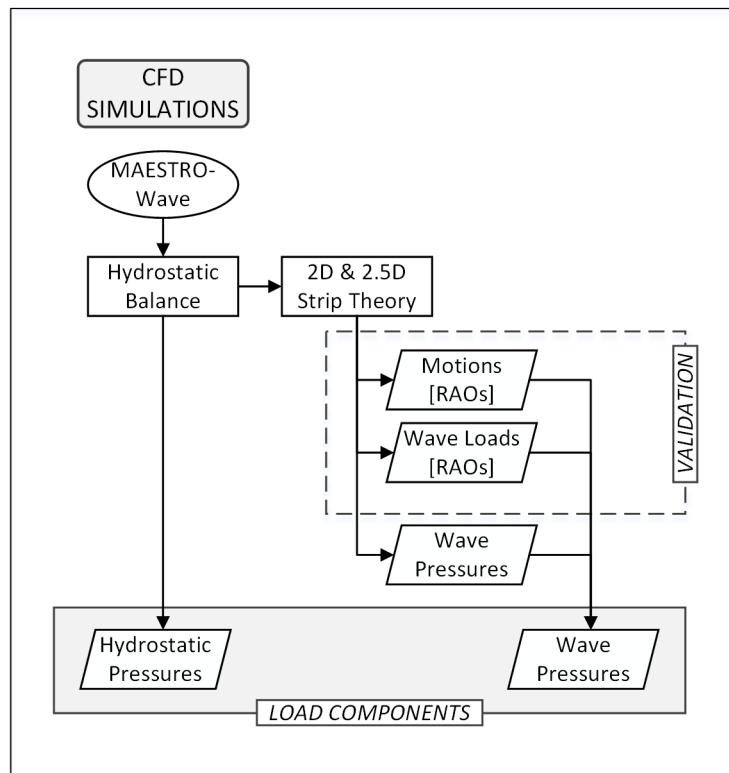 CFD
SIMULATIONS
MAESTRO-
Wave
Hydrostatic
Balance
2D & 2.5D
Strip Theory
Motions
[RAOs]
Wave Loads
[RAOs]
VALIDATION
Wave
Pressures
Hydrostatic
Pressures
Wave
Pressures
LOAD COMPONENTS